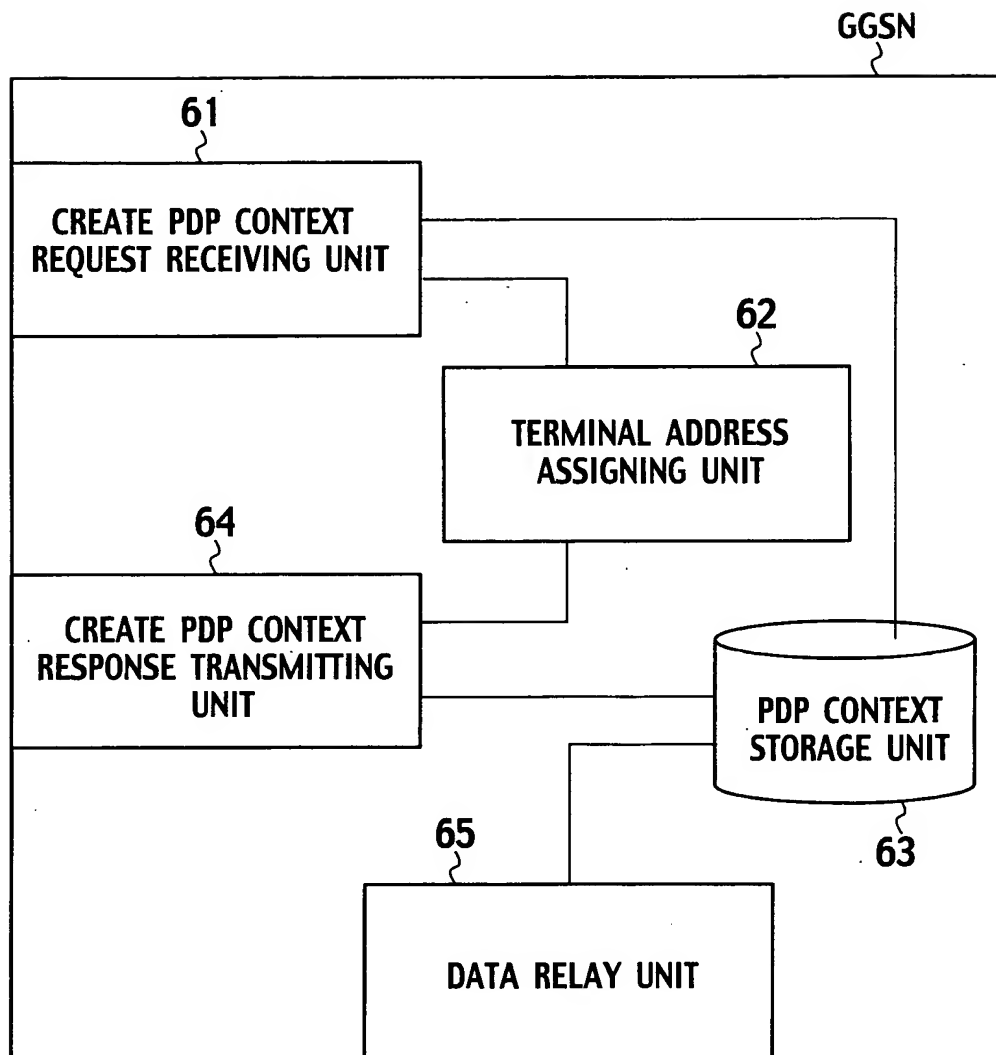 GGSN
61
CREATE PDP CONTEXT
REQUEST RECEIVING UNIT
62
TERMINAL ADDRESS
ASSIGNING UNIT
64
CREATE PDP CONTEXT
RESPONSE TRANSMITTING
UNIT
PDP CONTEXT
STORAGE UNIT
63
65
DATA RELAY UNIT